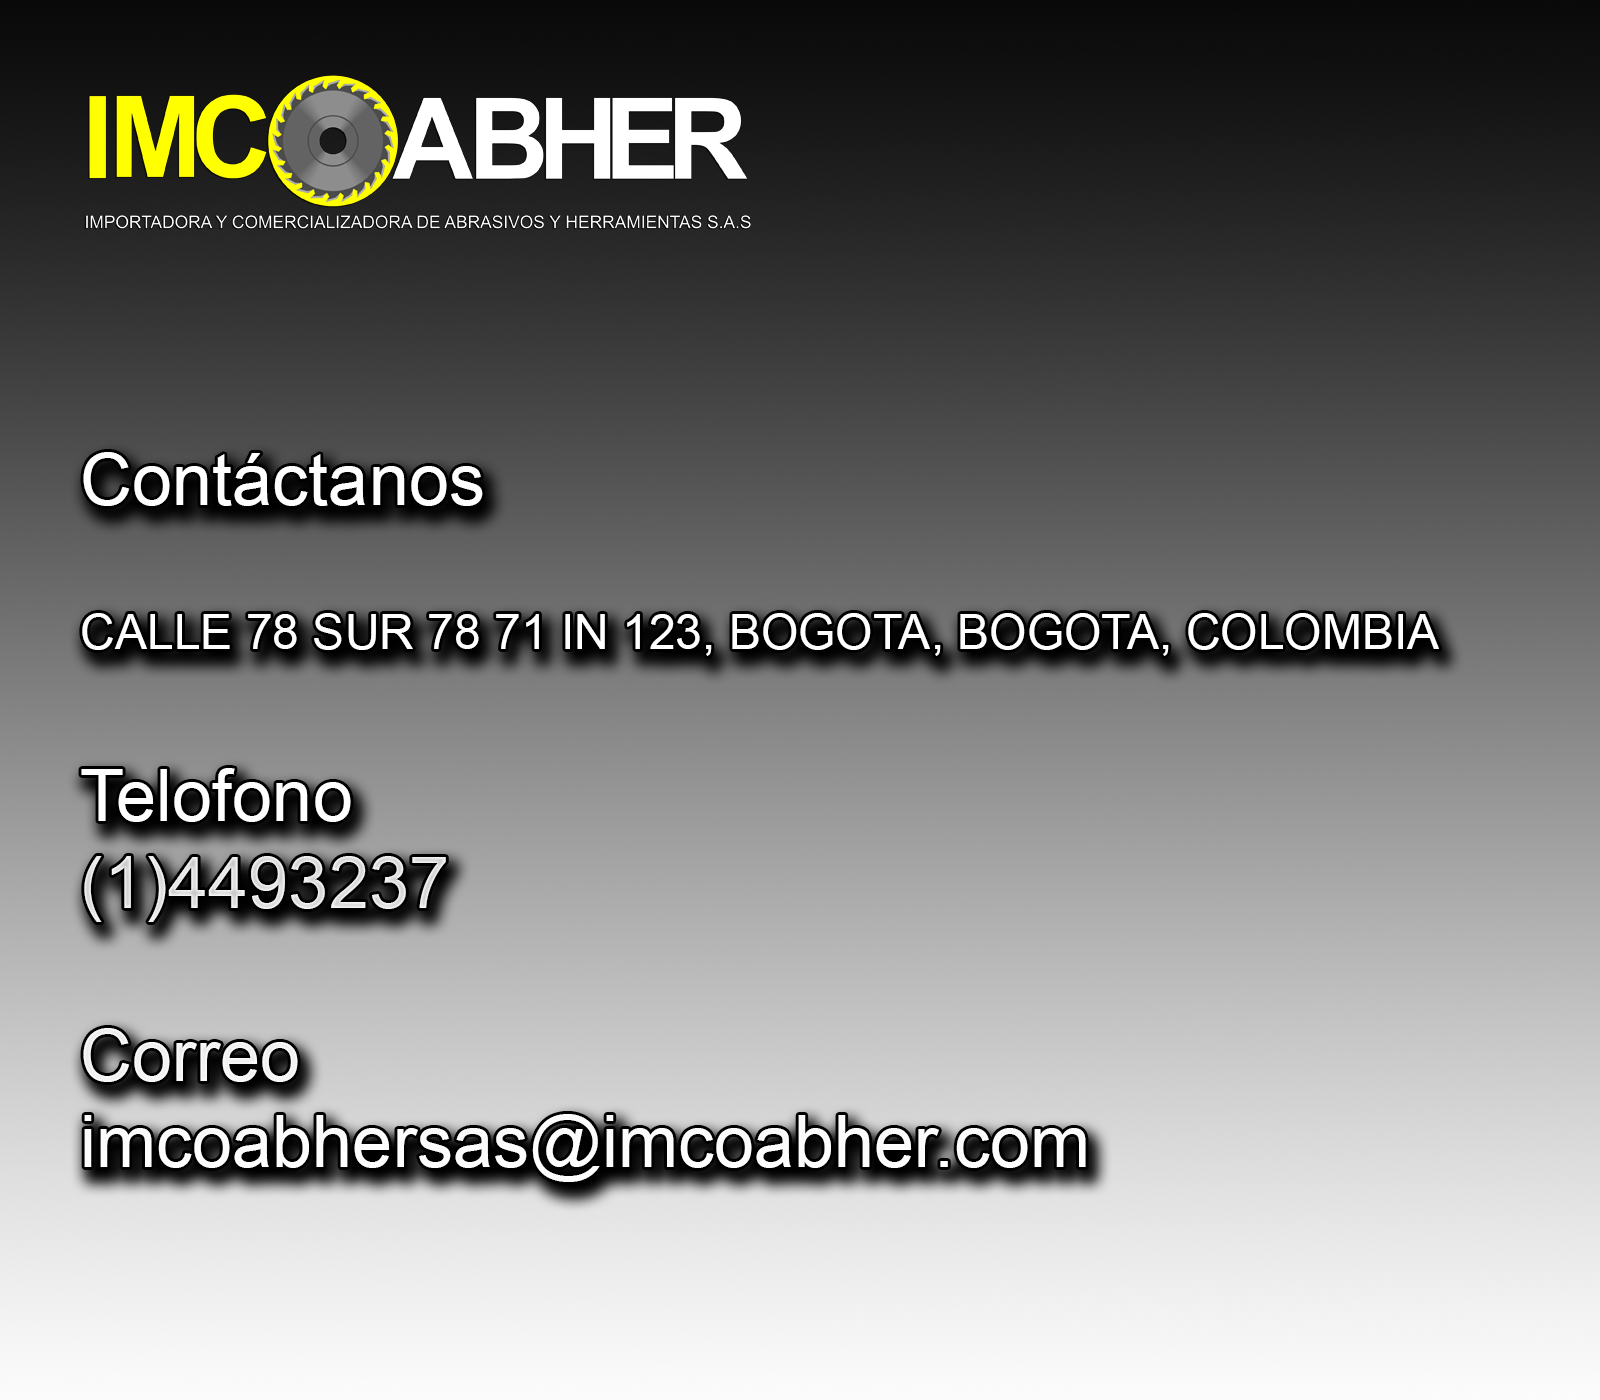 IMCOABHER
IMPORTADORA Y COMERCIALIZADORA DE ABRASIVOS Y HERRAMIENTAS S.A.S
Contáctanos
CALLE 78 SUR 78 71 IN 123, BOGOTA, BOGOTA, COLOMBIA
Telofono
(1)4493237
Correo
imcoabhersas@imcoabher.com